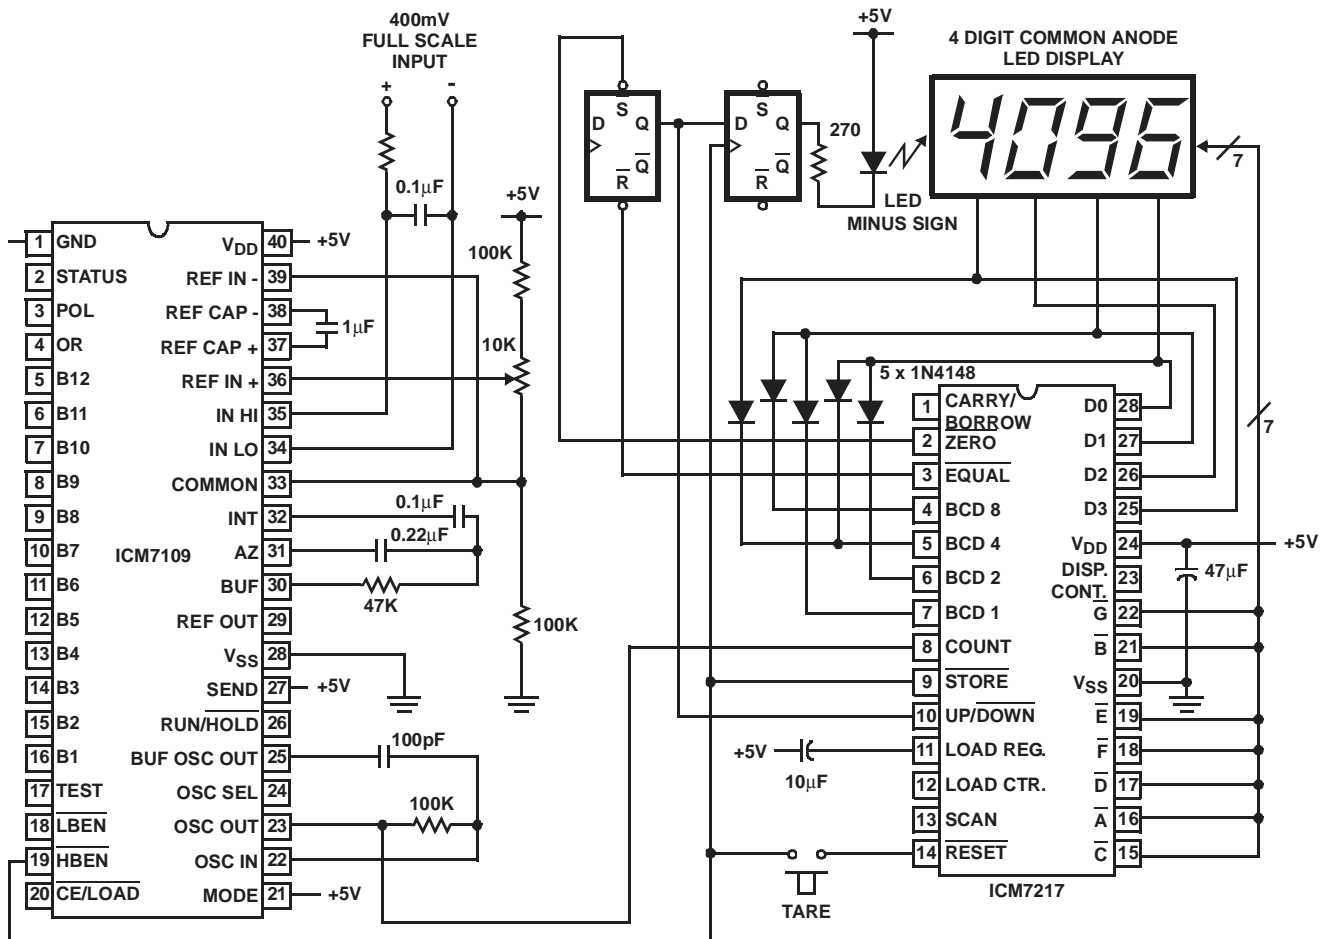 400mV
FULL SCALE
INPUT
+
-
0.1μF
+5V
100K
10K
100K
1 GND
2 STATUS
3 POL
4 OR
5 B12
6 B11
7 B10
8 B9
9 B8
10 B7
11 B6
12 B5
13 B4
14 B3
15 B2
16 B1
17 TEST
18 LBEN
19 HBEN
20 CE/LOAD
ICM7109
VDD 40 +5V
REF IN - 39
REF CAP - 38
1μF
REF CAP + 37
REF IN + 36
IN HI 35
IN LO 34
COMMON 33
0.1μF
INT 32
0.22μF
AZ 31
BUF 30
47K
REF OUT 29
VSS 28
SEND 27 +5V
RUN/HOLD 26
100pF
BUF OSC OUT 25
OSC SEL 24
100K
OSC OUT 23
OSC IN 22
MODE 21 +5V
S
D Q
Q
R
S
D Q
Q
R
270
+5V
LED
MINUS SIGN
4 DIGIT COMMON ANODE
LED DISPLAY
4096
7
7
5 x 1N4148
1 CARRY/
BORROW
2 ZERO
3 EQUAL
4 BCD 8
5 BCD 4
6 BCD 2
7 BCD 1
8 COUNT
9 STORE
10 UP/DOWN
+5V
10μF
11 LOAD REG.
12 LOAD CTR.
13 SCAN
14 RESET
TARE
D0 28
D1 27
D2 26
D3 25
VDD 24
+5V
DISP.
CONT. 23
47μF
G 22
B 21
VSS 20
E 19
F 18
D 17
A 16
C 15
ICM7217